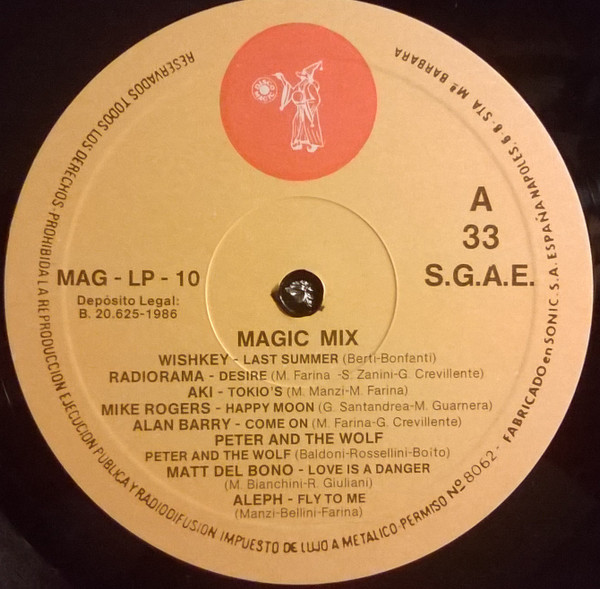 RESERVADOS TODOS LOS DERECHOS. PROHIBIDA LA REPRODUCCION EJECUCION PUBLICA Y RADIODIFUSION IMPUESTO DE LUJO A METALICO-PERMISO Nº 8062- FABRICADO en SONIC. S.A. ESPAÑA NAPOLES, 6-8- STA Mª BARBARA
A
33
S.G.A.E.
MAG - LP - 10
Depósito Legal:
B. 20.625-1986
MAGIC MIX
WISHKEY - LAST SUMMER (Berti-Bonfanti)
RADIORAMA - DESIRE (M. Farina -S. Zanini-G. Crevillente)
AKI - TOKIO'S (M. Manzi-M. Farina)
MIKE ROGERS - HAPPY MOON (G. Santandrea-M. Guarnera)
ALAN BARRY - COME ON (M. Farina-G. Crevillente)
PETER AND THE WOLF
PETER AND THE WOLF (Baldoni-Rossellini-Boito)
MATT DEL BONO - LOVE IS A DANGER
(M. Bianchini-R. Giuliani)
ALEPH - FLY TO ME
(Manzi-Bellini-Farina)